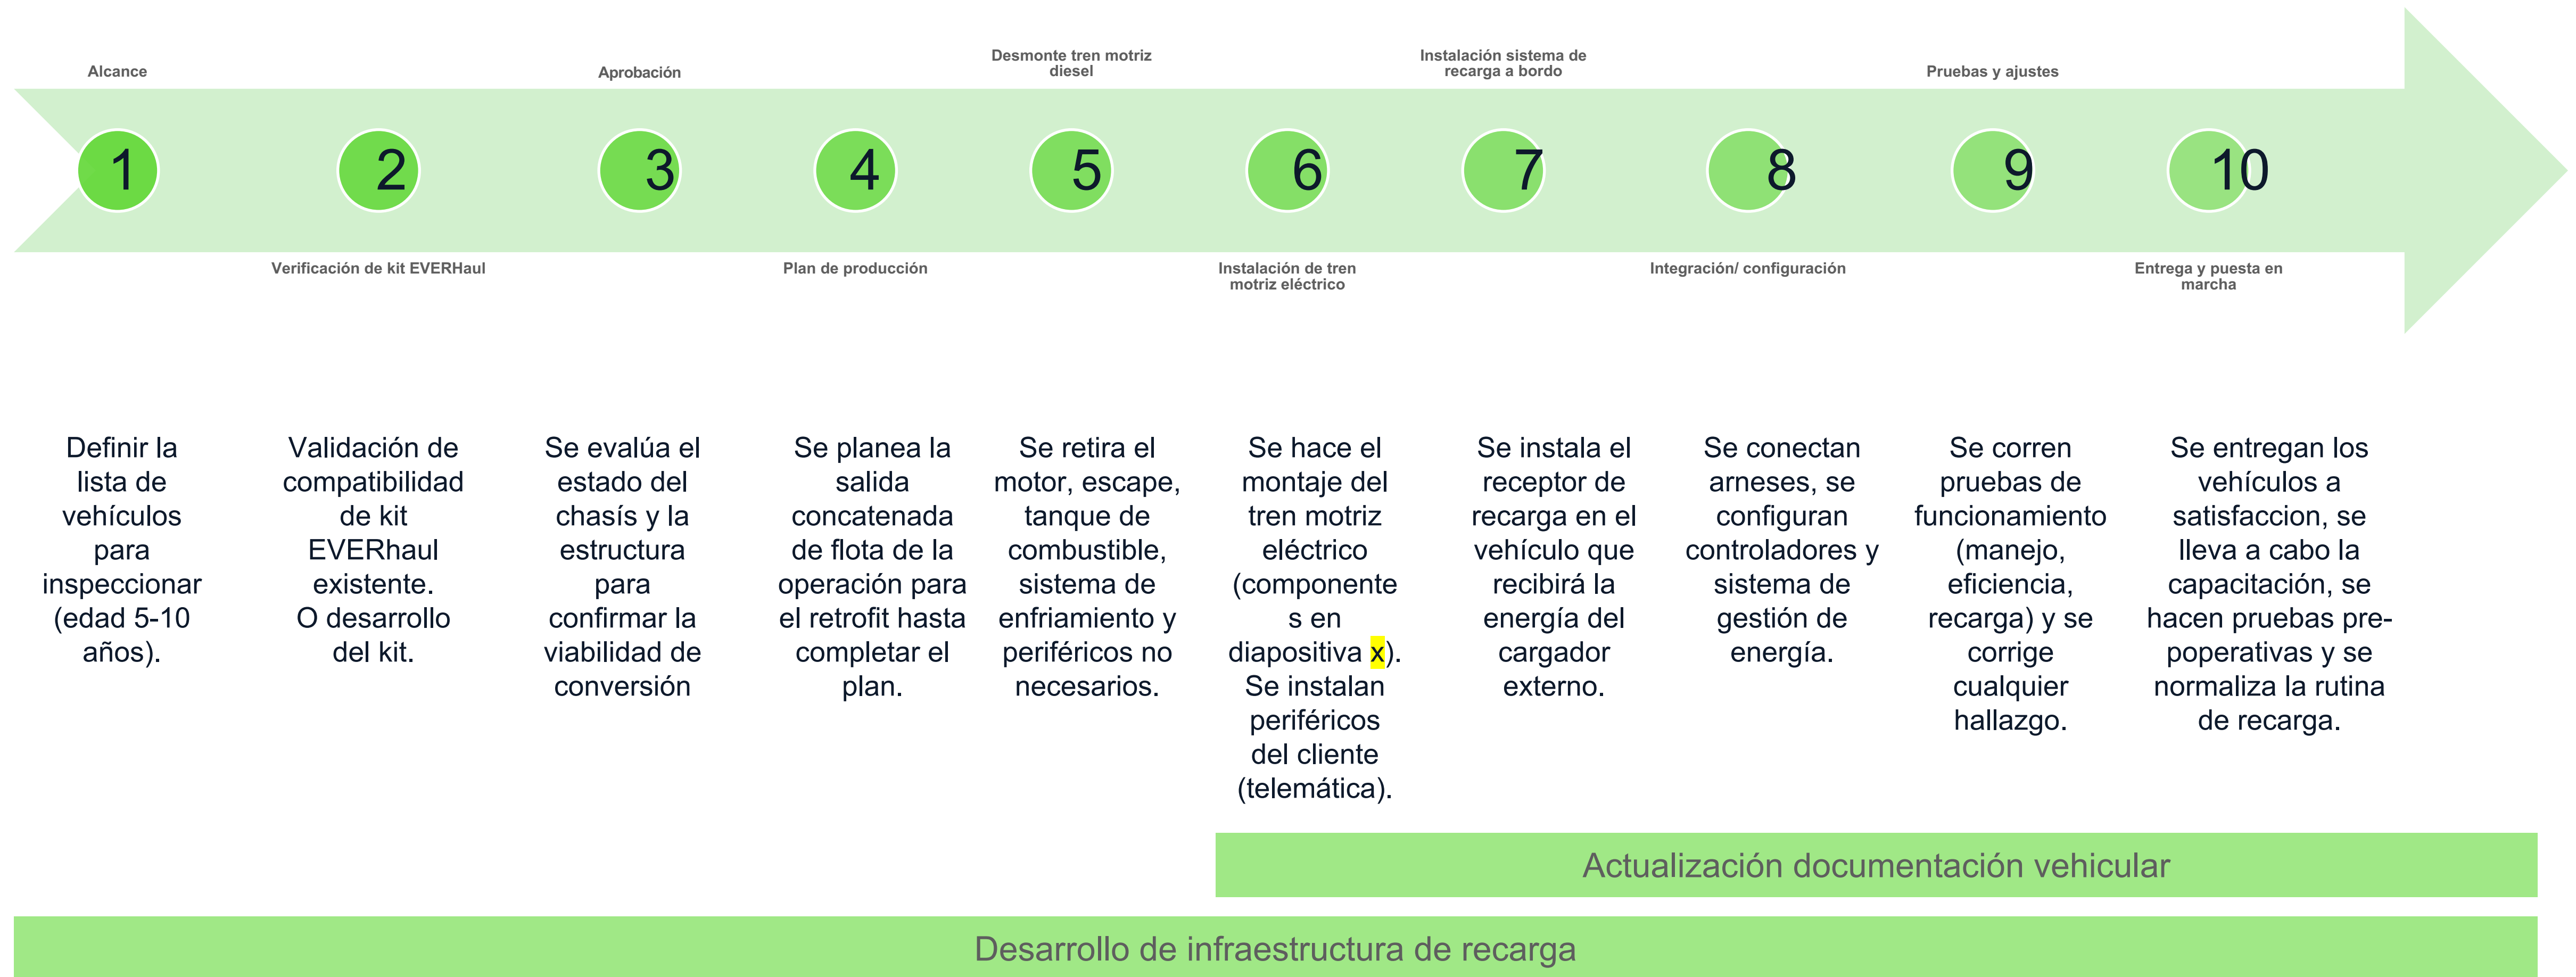 Alcance
Aprobación
Desmonte tren motriz
diesel
Instalación sistema de
recarga a bordo
Pruebas y ajustes
1
2
3
4
5
6
7
8
9
10
Verificación de kit EVERHaul
Plan de producción
Instalación de tren
motriz eléctrico
Integración/ configuración
Entrega y puesta en
marcha
Definir la
lista de
vehículos
para
inspeccionar
(edad 5-10
años).
Validación de
compatibilidad
de kit
EVERhaul
existente.
O desarrollo
del kit.
Se evalúa el
estado del
chasís y la
estructura
para
confirmar la
viabilidad de
conversión
Se planea la
salida
concatenada
de flota de la
operación para
el retrofit hasta
completar el
plan.
Se retira el
motor, escape,
tanque de
combustible,
sistema de
enfriamiento y
periféricos no
necesarios.
Se hace el
montaje del
tren motriz
eléctrico
(componente
s en
diapositiva x).
Se instalan
periféricos
del cliente
(telemática).
Se instala el
receptor de
recarga en el
vehículo que
recibirá la
energía del
cargador
externo.
Se conectan
arneses, se
configuran
controladores y
sistema de
gestión de
energía.
Se corren
pruebas de
funcionamiento
(manejo,
eficiencia,
recarga) y se
corrige
cualquier
hallazgo.
Se entregan los
vehículos a
satisfaccion, se
lleva a cabo la
capacitación, se
hacen pruebas pre-
poperativas y se
normaliza la rutina
de recarga.
Actualización documentación vehicular
Desarrollo de infraestructura de recarga